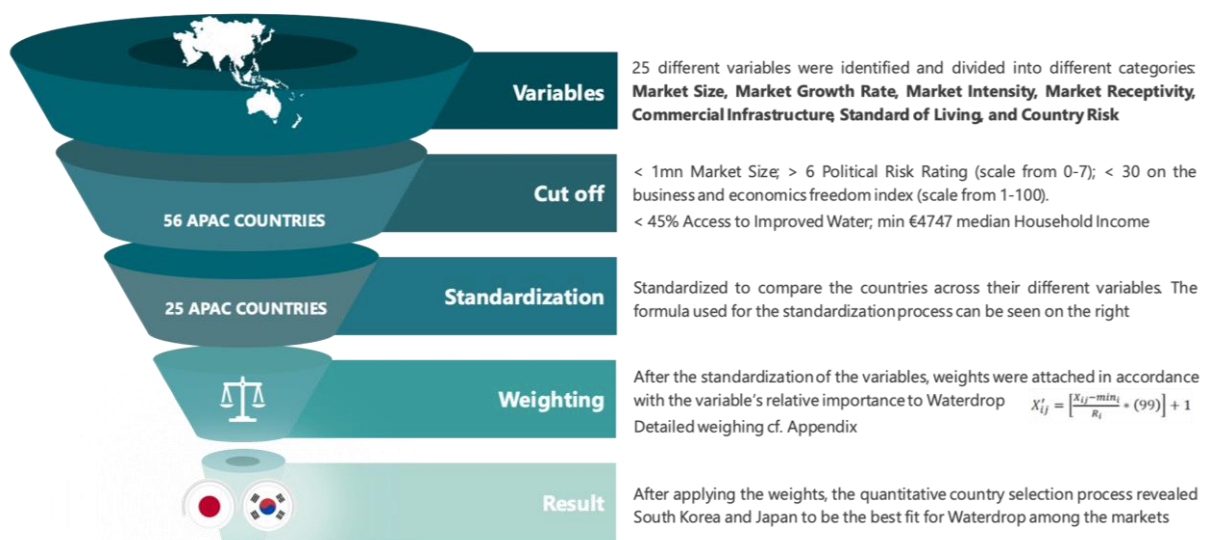 Variables
25 different variables were identified and divided into different categories:
Market Size, Market Growth Rate, Market Intensity, Market Receptivity,
Commercial Infrastructure, Standard of Living, and Country Risk
56 APAC COUNTRIES
Cut off
< 1mn Market Size; > 6 Political Risk Rating (scale from 0-7); < 30 on the
business and economics freedom index (scale from 1-100).
< 45% Access to Improved Water; min €4747 median Household Income
25 APAC COUNTRIES
Standardization
Standardized to compare the countries across their different variables. The
formula used for the standardization process can be seen on the right
Weighting
After the standardization of the variables, weights were attached in accordance
with the variable's relative importance to Waterdrop
Detailed weighing cf. Appendix
X'ij = [Xij−mini / Ri * (99)] + 1
Result
After applying the weights, the quantitative country selection process revealed
South Korea and Japan to be the best fit for Waterdrop among the markets